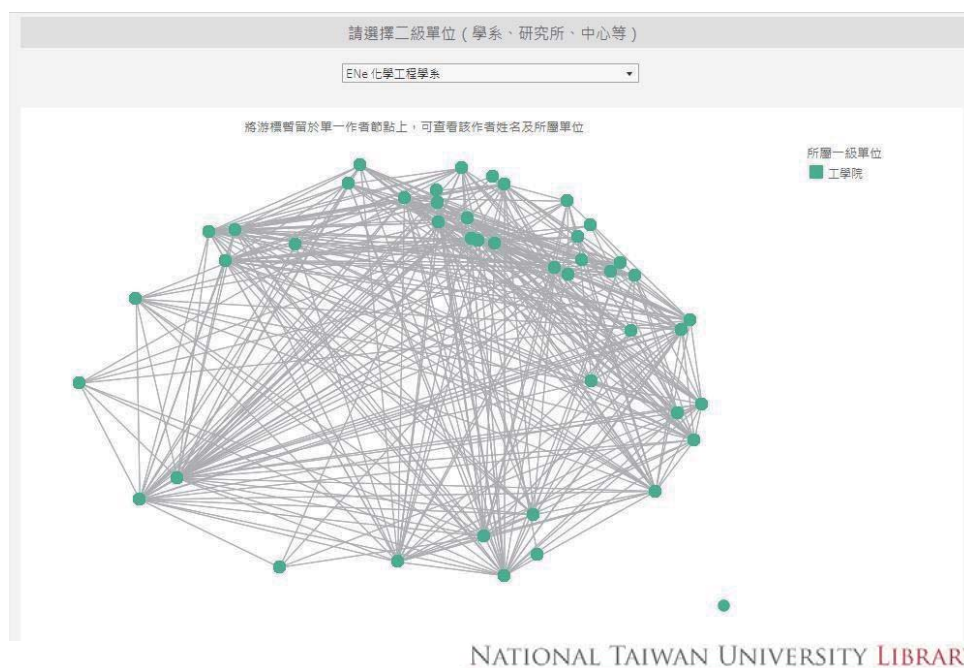 請選擇二級單位(學系、研究所、中心等)
ENe 化學工程學系
將游標暫留於單一作者節點上,可查看該作者姓名及所屬單位
所屬一級單位
工學院
NATIONAL TAIWAN UNIVERSITY LIBRAR